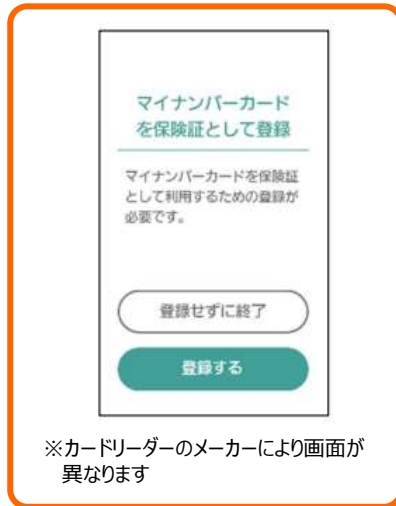 マイナンバーカード
を保険証として登録
マイナンバーカードを保険証
として利用するための登録が
必要です。
登録せずに終了
登録する
※カードリーダーのメーカーにより画面が
異なります